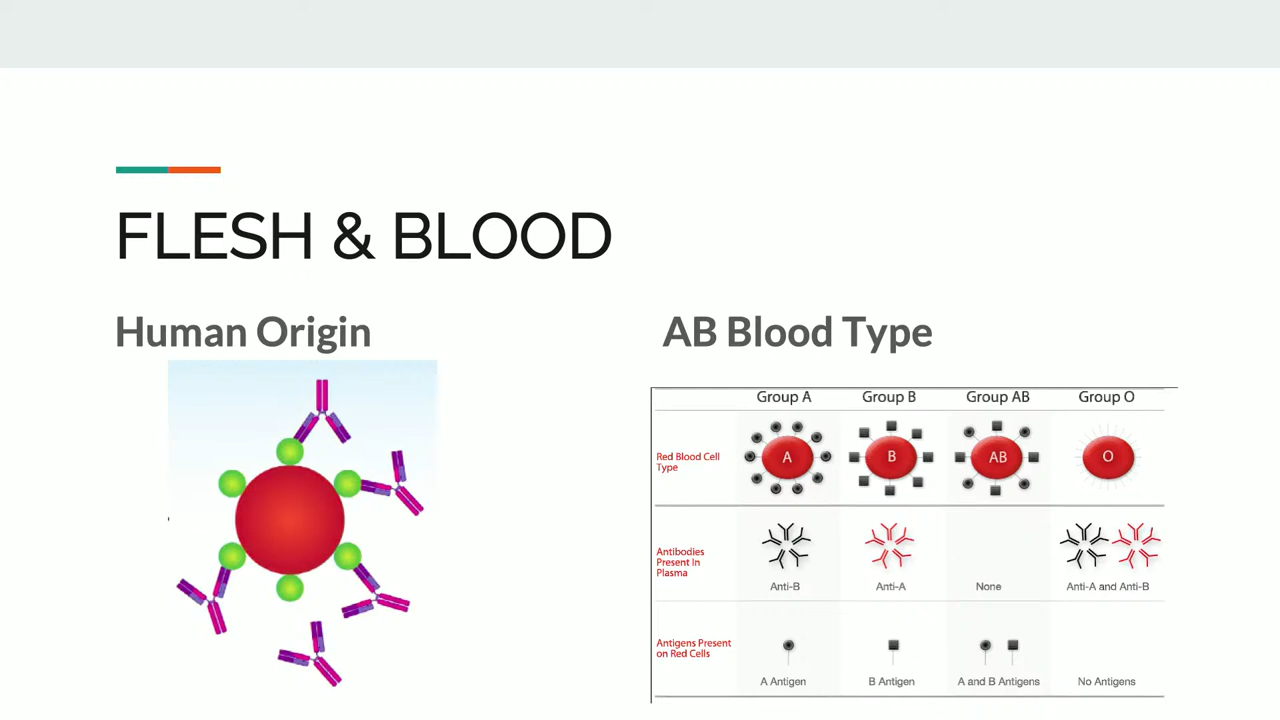 FLESH & BLOOD
Human Origin
AB Blood Type
Group A Group B Group AB Group O
Red Blood Cell
Type
A B AB O
Antibodies
Present In
Plasma
Anti-B Anti-A None Anti-A and Anti-B
Antigens Present
on Red Cells
A Antigen B Antigen A and B Antigens No Antigens